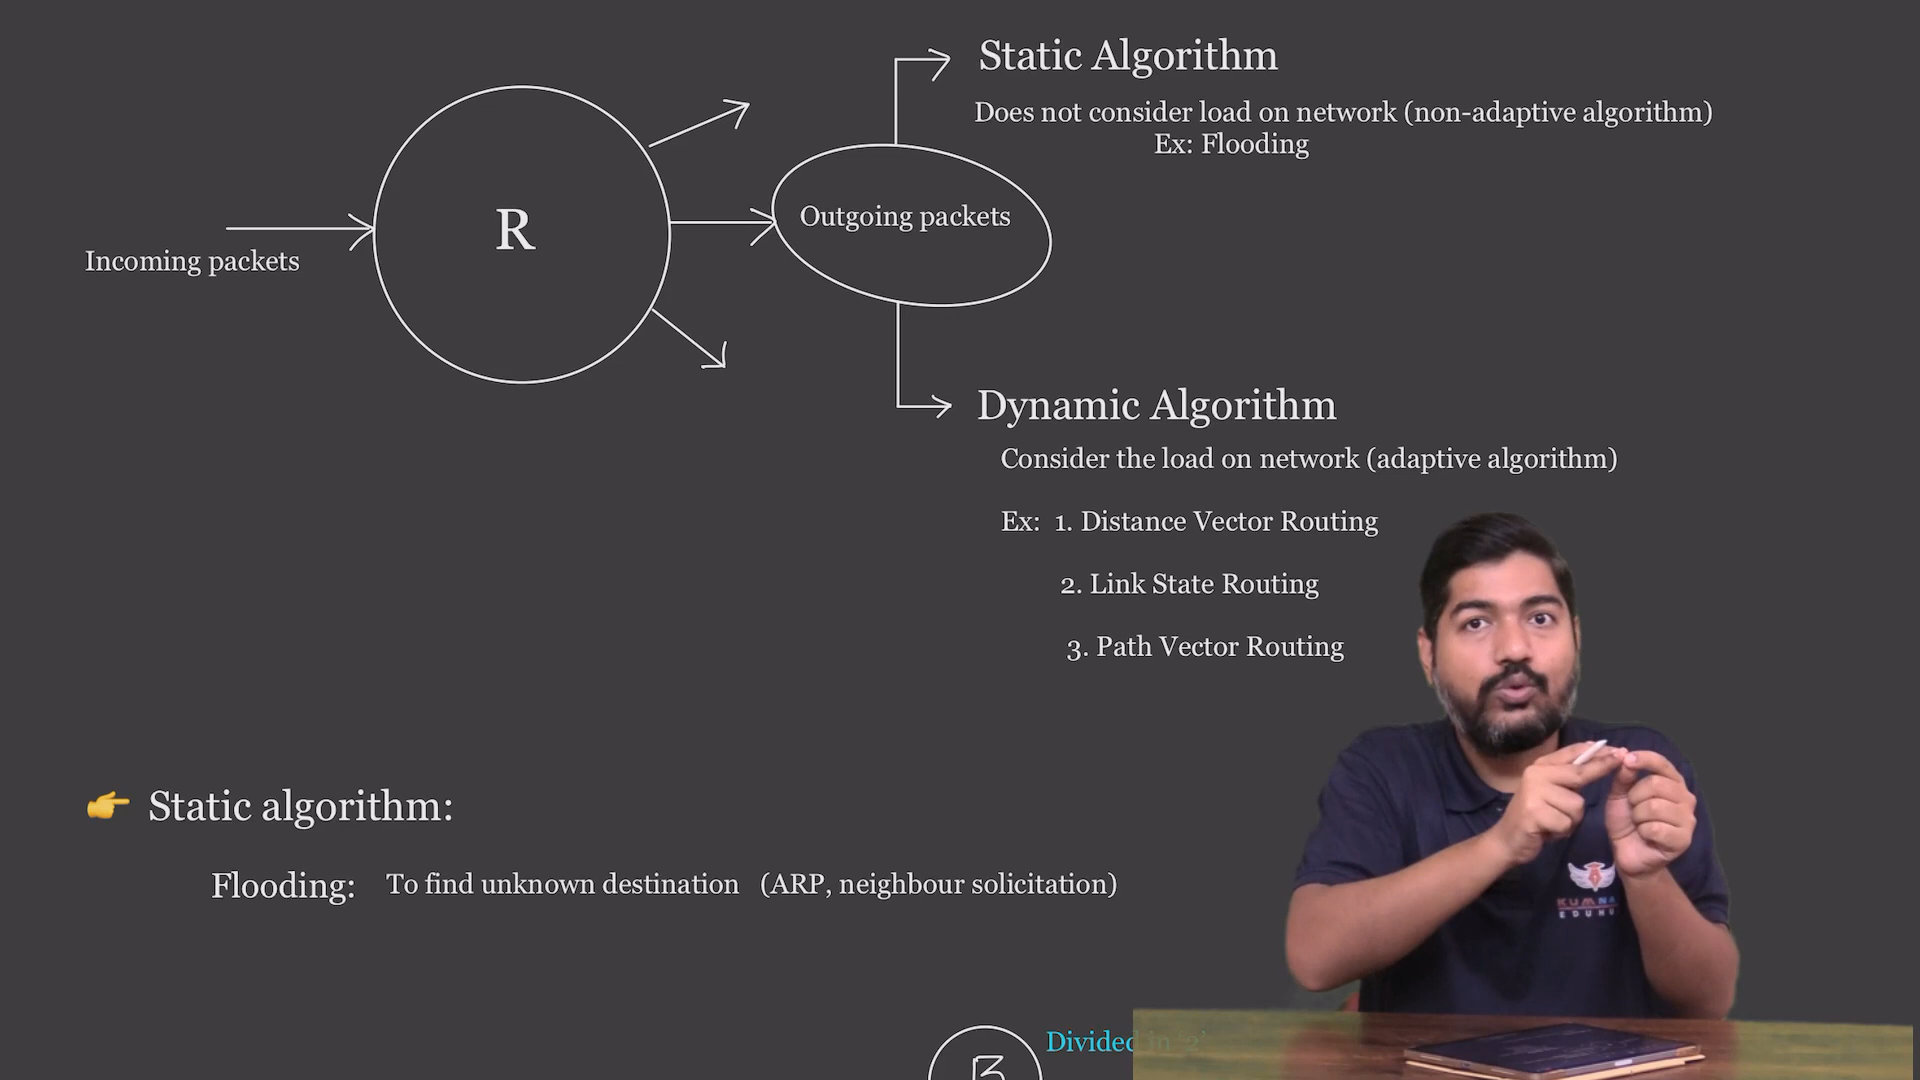 Static Algorithm
Does not consider load on network (non-adaptive algorithm)
Ex: Flooding
R
Outgoing packets
Incoming packets
Dynamic Algorithm
Consider the load on network (adaptive algorithm)
Ex: 1. Distance Vector Routing
2. Link State Routing
3. Path Vector Routing
Static algorithm:
Flooding: To find unknown destination (ARP, neighbour solicitation)
Divided in '2'